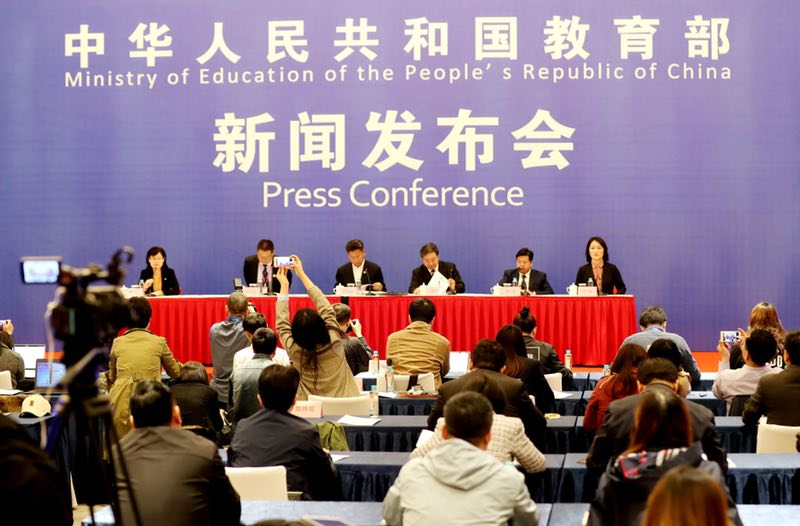 中华人民共和国教育部
Ministry of Education of the People's Republic of China
新闻发布会
Press Conference